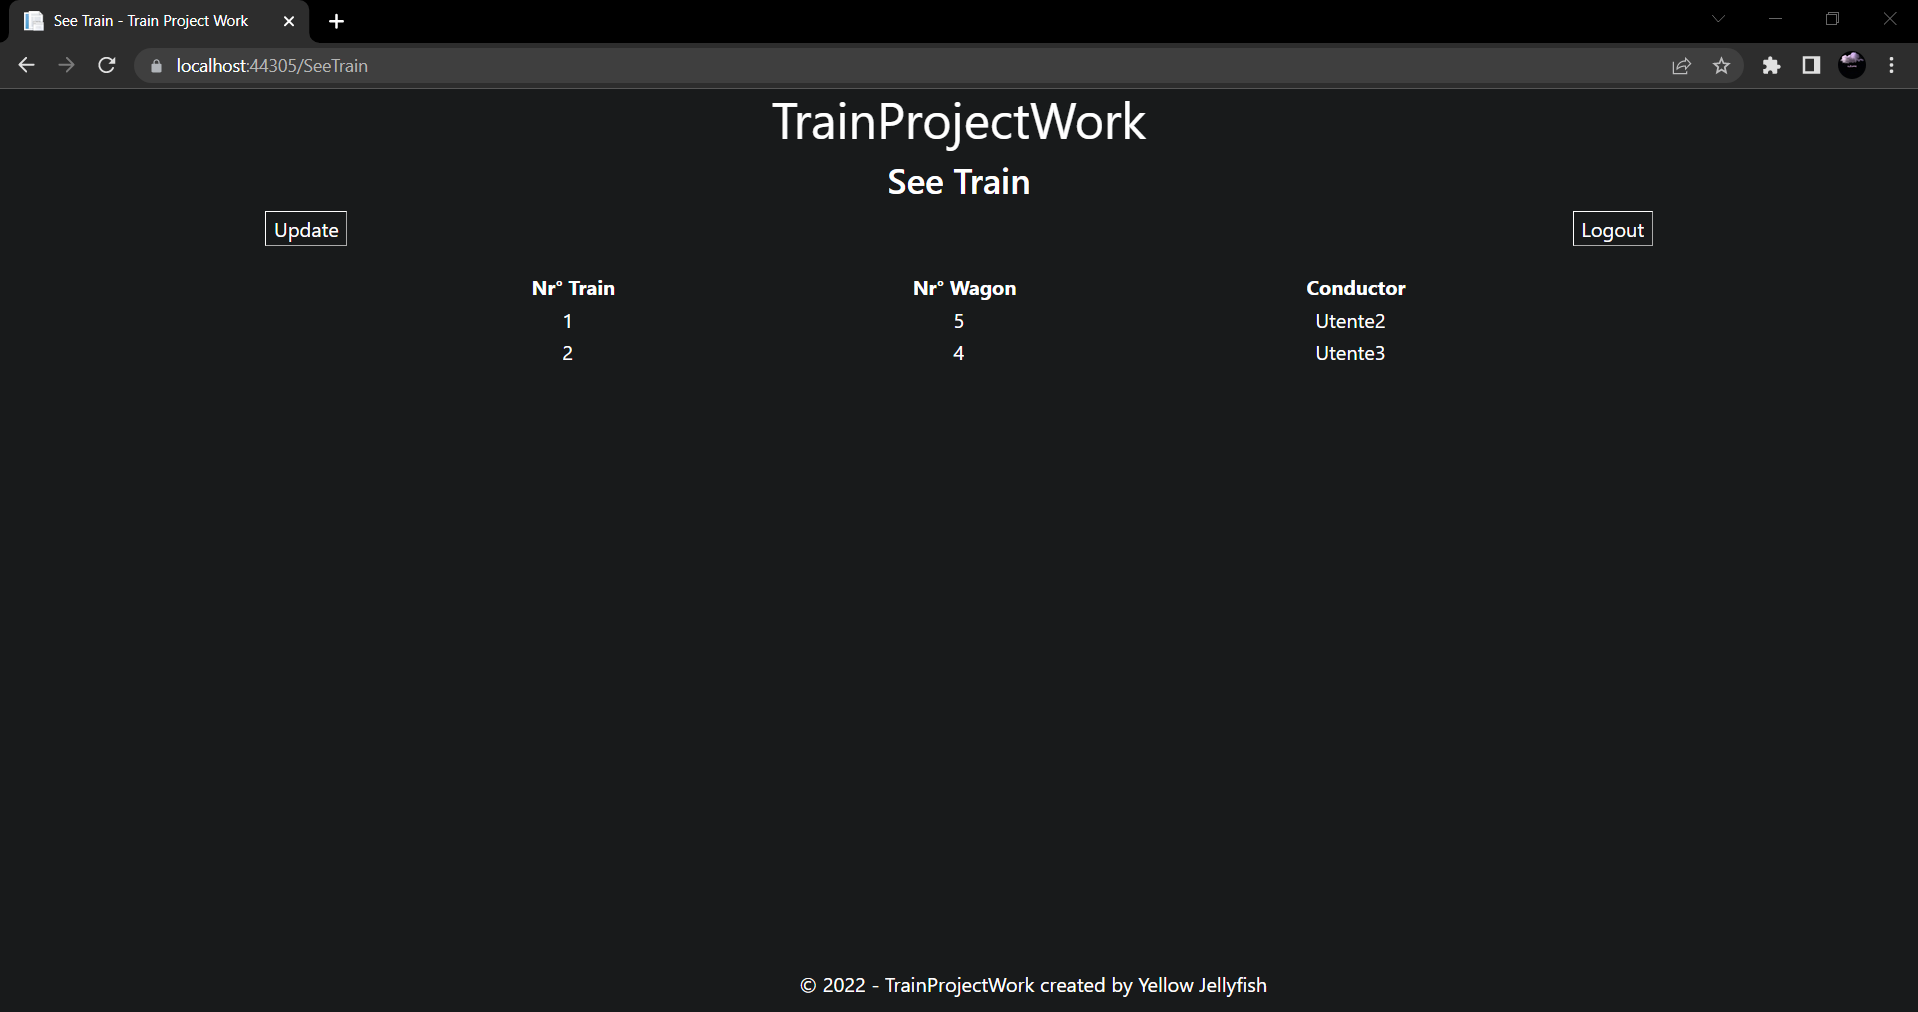 See Train - Train Project Work
localhost:44305/SeeTrain
TrainProjectWork
See Train
Update Logout
Nr° Train Nr° Wagon Conductor
1 5 Utente2
2 4 Utente3
© 2022 - TrainProjectWork created by Yellow Jellyfish